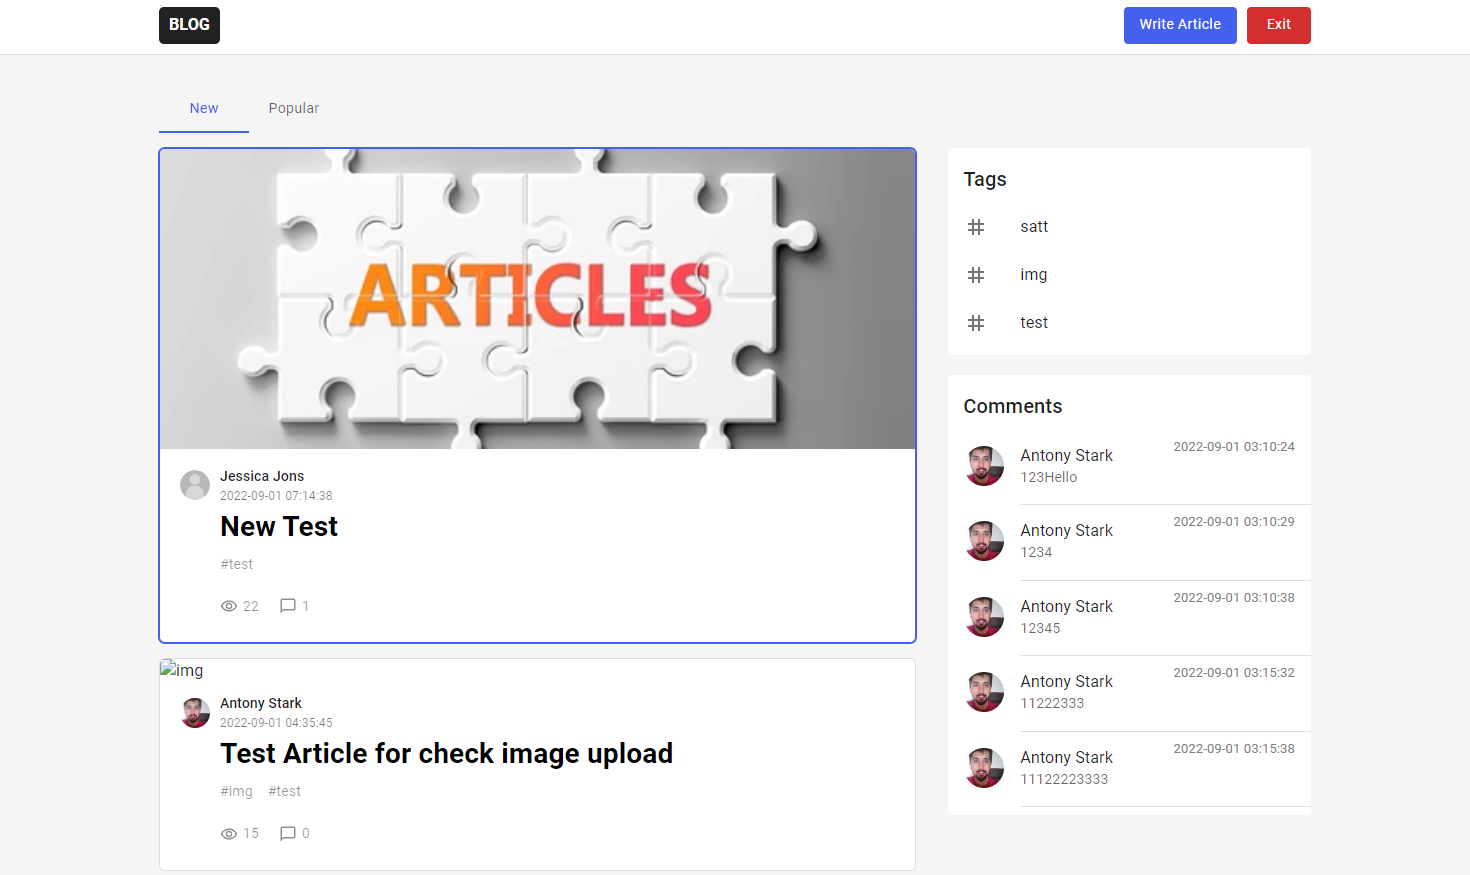 BLOG
Write Article
Exit
New
Popular
ARTICLES
Jessica Jons
2022-09-01 07:14:38
New Test
#test
22
1
img
Antony Stark
2022-09-01 04:35:45
Test Article for check image upload
#img #test
15
0
Tags
# satt
# img
# test
Comments
Antony Stark
2022-09-01 03:10:24
123Hello
Antony Stark
2022-09-01 03:10:29
1234
Antony Stark
2022-09-01 03:10:38
12345
Antony Stark
2022-09-01 03:15:32
11222333
Antony Stark
2022-09-01 03:15:38
11122223333